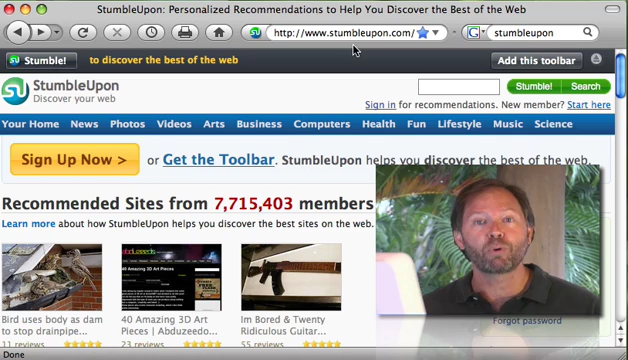 StumbleUpon: Personalized Recommendations to Help You Discover the Best of the Web
http://www.stumbleupon.com/
stumbleupon
Stumble! to discover the best of the web Add this toolbar
StumbleUpon
Discover your web
Stumble! Search
Sign in for recommendations. New member? Start here
Your Home News Photos Videos Arts Business Computers Health Fun Lifestyle Music Science
Sign Up Now > or Get the Toolbar. StumbleUpon helps you discover the best of the web.
Recommended Sites from 7,715,403 members
Learn more about how StumbleUpon helps you discover the best sites on the web.
40 Amazing 3D Art Pieces
Bird uses body as dam to stop drainpipe...
11 reviews
40 Amazing 3D Art Pieces | Abduzeedo...
23 reviews
Im Bored & Twenty Ridiculous Guitar...
55 reviews
Forgot password
Done